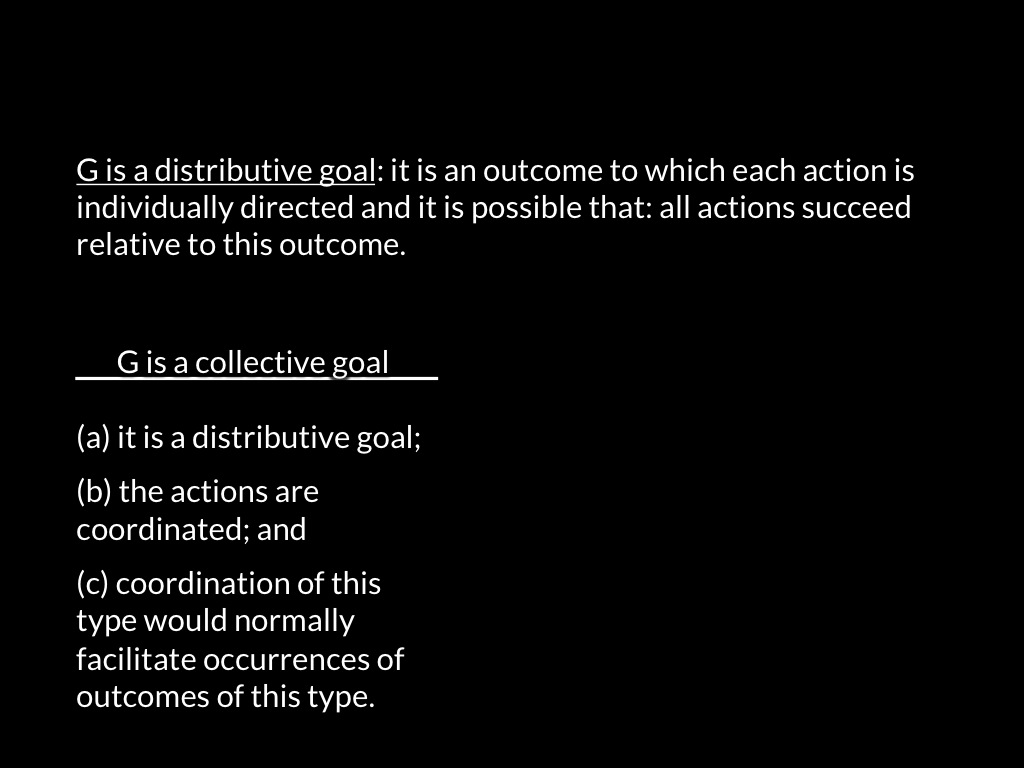 G is a distributive goal: it is an outcome to which each action is
individually directed and it is possible that: all actions succeed
relative to this outcome.
G is a collective goal
(a) it is a distributive goal;
(b) the actions are
coordinated; and
(c) coordination of this
type would normally
facilitate occurrences of
outcomes of this type.